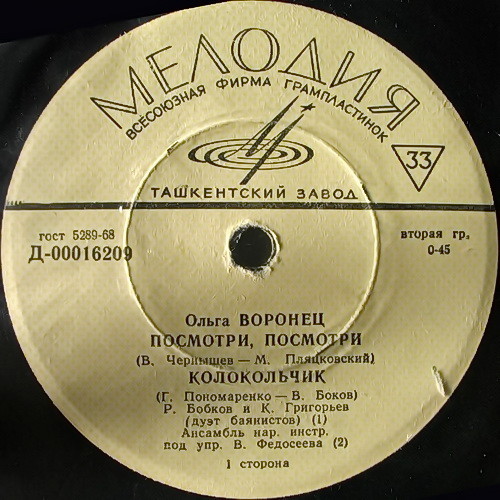 МЕЛОДИЯ
ВСЕСОЮЗНАЯ ФИРМА ГРАМПЛАСТИНОК
33
ТАШКЕНТСКИЙ ЗАВОД
гост 5289-68
вторая гр.
Д-00016209
0-45
Ольга ВОРОНЕЦ
ПОСМОТРИ, ПОСМОТРИ
(В. Чернышев — М. Пляцковский)
КОЛОКОЛЬЧИК
(Г. Пономаренко — В. Боков)
Р. Бобков и К. Григорьев
(дуэт баянистов) (1)
Ансамбль нар. инстр.
под упр. В. Федосеева (2)
1 сторона